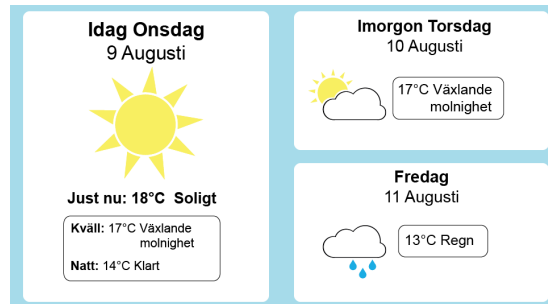 Idag Onsdag
9 Augusti
Just nu: 18°C Soligt
Kväll: 17°C Växlande
molnighet
Natt: 14°C Klart
Imorgon Torsdag
10 Augusti
17°C Växlande
molnighet
Fredag
11 Augusti
13°C Regn